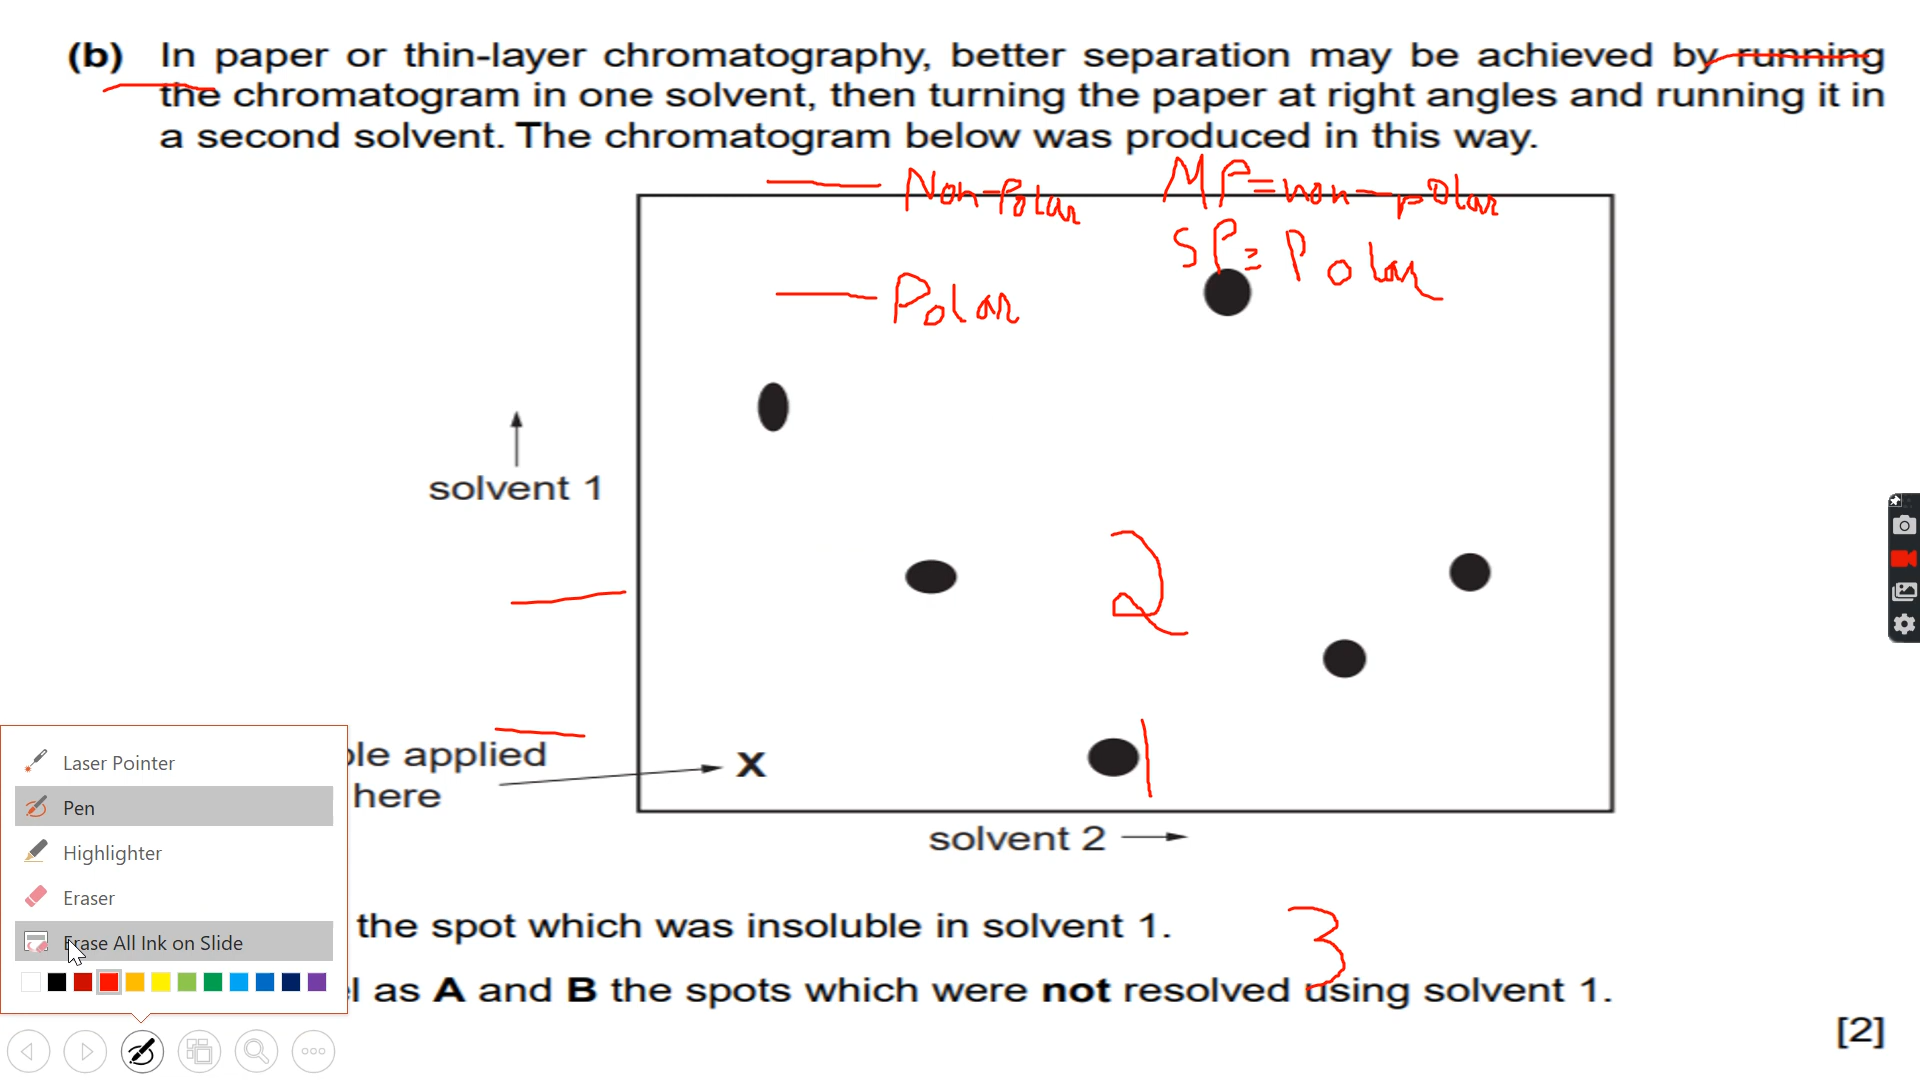 (b) In paper or thin-layer chromatography, better separation may be achieved by running
the chromatogram in one solvent, then turning the paper at right angles and running it in
a second solvent. The chromatogram below was produced in this way.
Non-Polar MP=non-polar
SP= Polar
Polar
solvent 1
2
ple applied
here
X
1
solvent 2
Laser Pointer
Pen
Highlighter
Eraser
Erase All Ink on Slide
the spot which was insoluble in solvent 1.
3
l as A and B the spots which were not resolved using solvent 1.
[2]